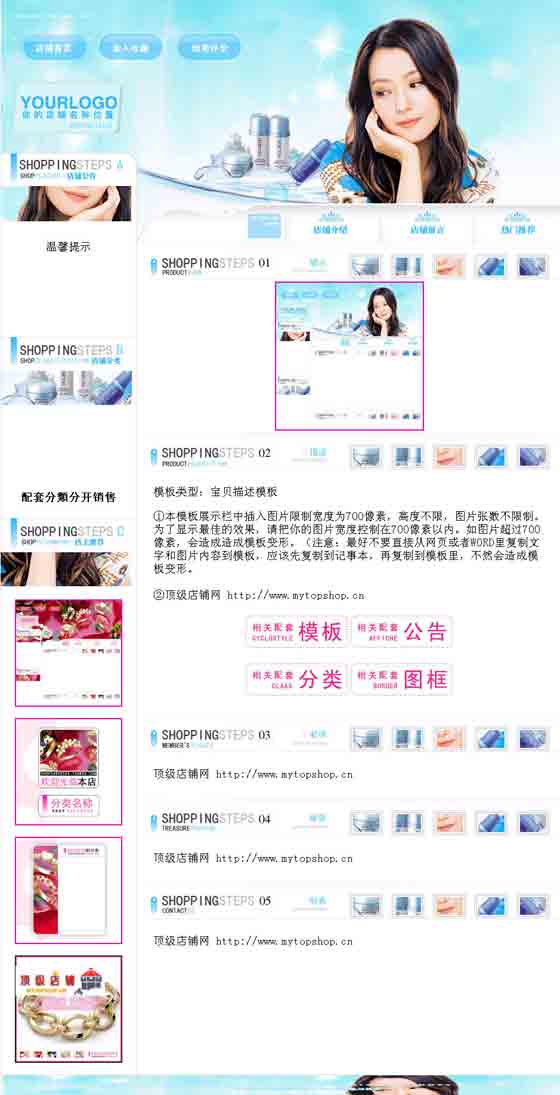 店铺首页 加入收藏 信用评价
YOURLOGO
你的店铺名称位置
SHOPPINGSTEPS A
SHOP 店铺公告
温馨提示
SHOPPINGSTEPS B
SHOP 店铺分类
配套分類分开销售
SHOPPINGSTEPS C
SHOP 店主推荐
欢迎光临本店
分类名称
顶级店铺
店铺介绍 店铺留言 热门推荐
SHOPPINGSTEPS 01
PRODUCT
SHOPPINGSTEPS 02
PRODUCT
模板类型：宝贝描述模板
①本模板展示栏中插入图片限制宽度为700像素，高度不限，图片张数不限制。
为了显示最佳的效果，请把你的图片宽度控制在700像素以内。如图片超过700
像素，会造成造成模板变形。（注意：最好不要直接从网页或者WORD里复制文
字和图片内容到模板，应该先复制到记事本，再复制到模板里，不然会造成模
板变形。
②顶级店铺网 http://www.mytopshop.cn
相关配套 模板
相关配套 公告
AFFICHE
相关配套 分类
CLASS
相关配套 图框
BORDER
SHOPPINGSTEPS 03
MEMBER'S
顶级店铺网 http://www.mytopshop.cn
SHOPPINGSTEPS 04
TREASURE
顶级店铺网 http://www.mytopshop.cn
SHOPPINGSTEPS 05
CONTACT
顶级店铺网 http://www.mytopshop.cn